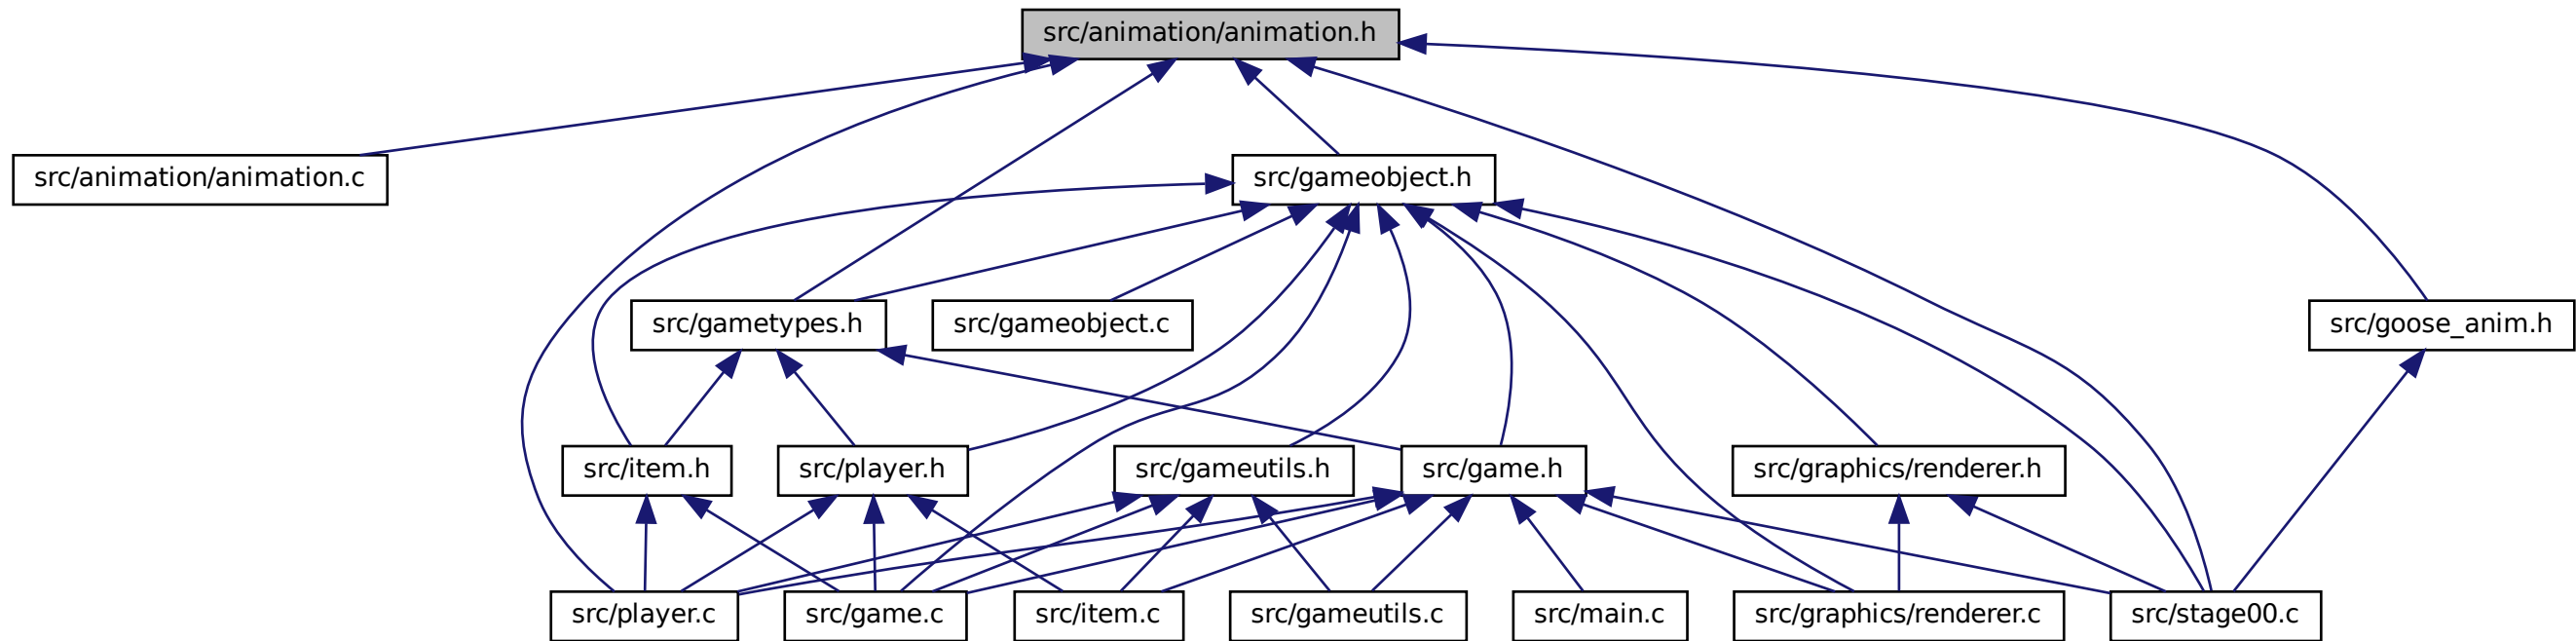 src/animation/animation.h
src/animation/animation.c
src/gameobject.h
src/gametypes.h
src/gameobject.c
src/goose_anim.h
src/item.h
src/player.h
src/gameutils.h
src/game.h
src/graphics/renderer.h
src/player.c
src/game.c
src/item.c
src/gameutils.c
src/main.c
src/graphics/renderer.c
src/stage00.c